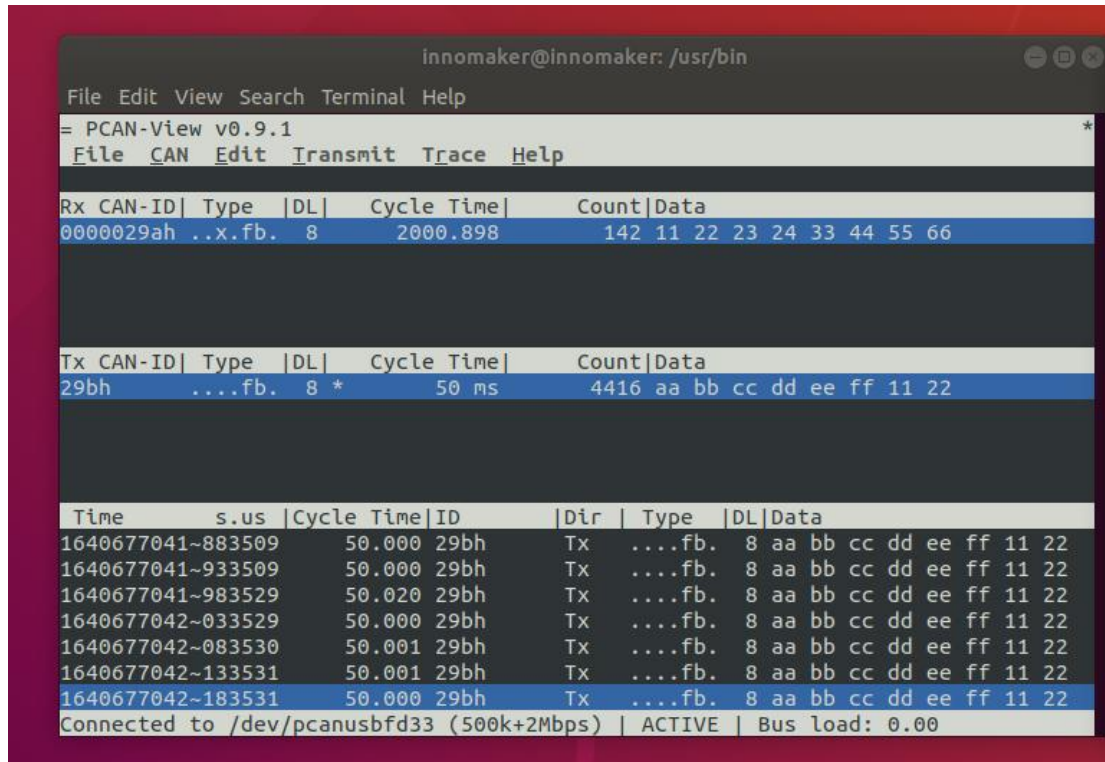 innomaker@innomaker: /usr/bin
File Edit View Search Terminal Help
= PCAN-View v0.9.1 *
File CAN Edit Transmit Trace Help
Rx CAN-ID| Type |DL| Cycle Time| Count|Data
0000029ah ..x.fb. 8 2000.898 142 11 22 23 24 33 44 55 66
Tx CAN-ID| Type |DL| Cycle Time| Count|Data
29bh ....fb. 8 * 50 ms 4416 aa bb cc dd ee ff 11 22
Time s.us |Cycle Time|ID |Dir | Type |DL|Data
1640677041~883509 50.000 29bh Tx ....fb. 8 aa bb cc dd ee ff 11 22
1640677041~933509 50.000 29bh Tx ....fb. 8 aa bb cc dd ee ff 11 22
1640677041~983529 50.020 29bh Tx ....fb. 8 aa bb cc dd ee ff 11 22
1640677042~033529 50.000 29bh Tx ....fb. 8 aa bb cc dd ee ff 11 22
1640677042~083530 50.001 29bh Tx ....fb. 8 aa bb cc dd ee ff 11 22
1640677042~133531 50.001 29bh Tx ....fb. 8 aa bb cc dd ee ff 11 22
1640677042~183531 50.000 29bh Tx ....fb. 8 aa bb cc dd ee ff 11 22
Connected to /dev/pcanusbfd33 (500k+2Mbps) | ACTIVE | Bus load: 0.00